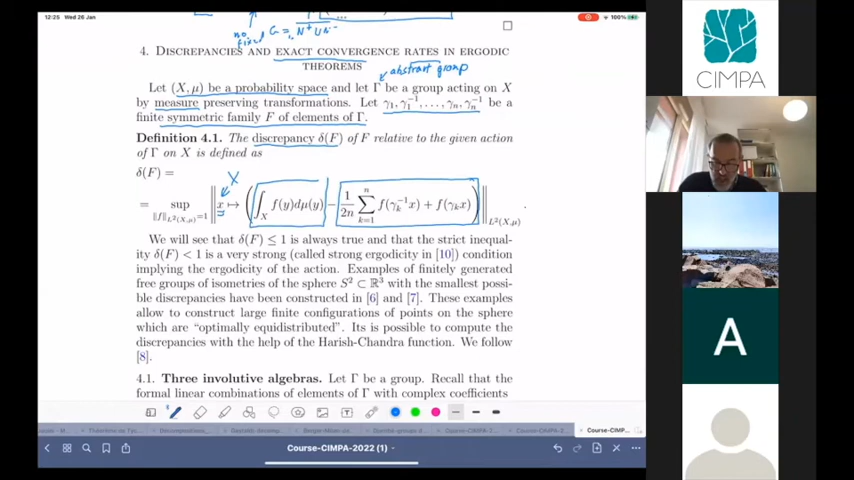 12:25 Wed 26 Jan
100%
G = N⁺ U N⁻
4. Discrepancies and exact convergence rates in ergodic
theorems
abstract group
Let (X, μ) be a probability space and let Γ be a group acting on X
by measure preserving transformations. Let γ₁, γ₁⁻¹, . . . , γₙ, γₙ⁻¹ be a
finite symmetric family F of elements of Γ.
Definition 4.1. The discrepancy δ(F) of F relative to the given action
of Γ on X is defined as
δ(F) =
X
= sup_{‖f‖_{L²(X,μ)}=1} ‖ x ↦ ( ∫_X f(y)dμ(y) − 1/2n ∑_{k=1}^{n} f(γ_k⁻¹x) + f(γ_k x) ) ‖_{L²(X,μ)} .
We will see that δ(F) ≤ 1 is always true and that the strict inequal-
ity δ(F) < 1 is a very strong (called strong ergodicity in [10]) condition
implying the ergodicity of the action. Examples of finitely generated
free groups of isometries of the sphere S² ⊂ ℝ³ with the smallest possi-
ble discrepancies have been constructed in [6] and [7]. These examples
allow to construct large finite configurations of points on the sphere
which are “optimally equidistributed”. Its is possible to compute the
discrepancies with the help of the Harish-Chandra function. We follow
[8].
4.1. Three involutive algebras. Let Γ be a group. Recall that the
formal linear combinations of elements of Γ with complex coefficients
Course-CIMPA-2022 (1)
CIMPA
A